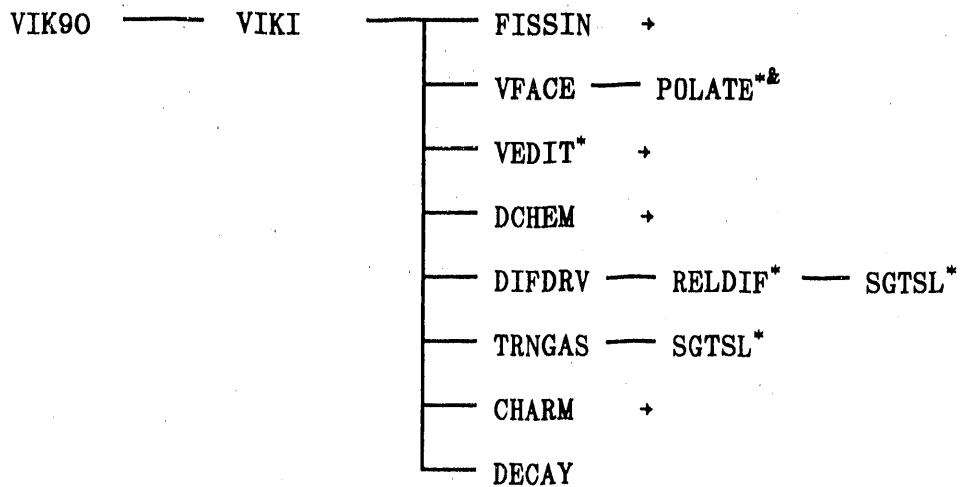 VIK90 VIKI FISSIN →
VFACE POLATE*&
VEDIT* →
DCHEM →
DIFDRV RELDIF* SGTSL*
TRNGAS SGTSL*
CHARM →
DECAY